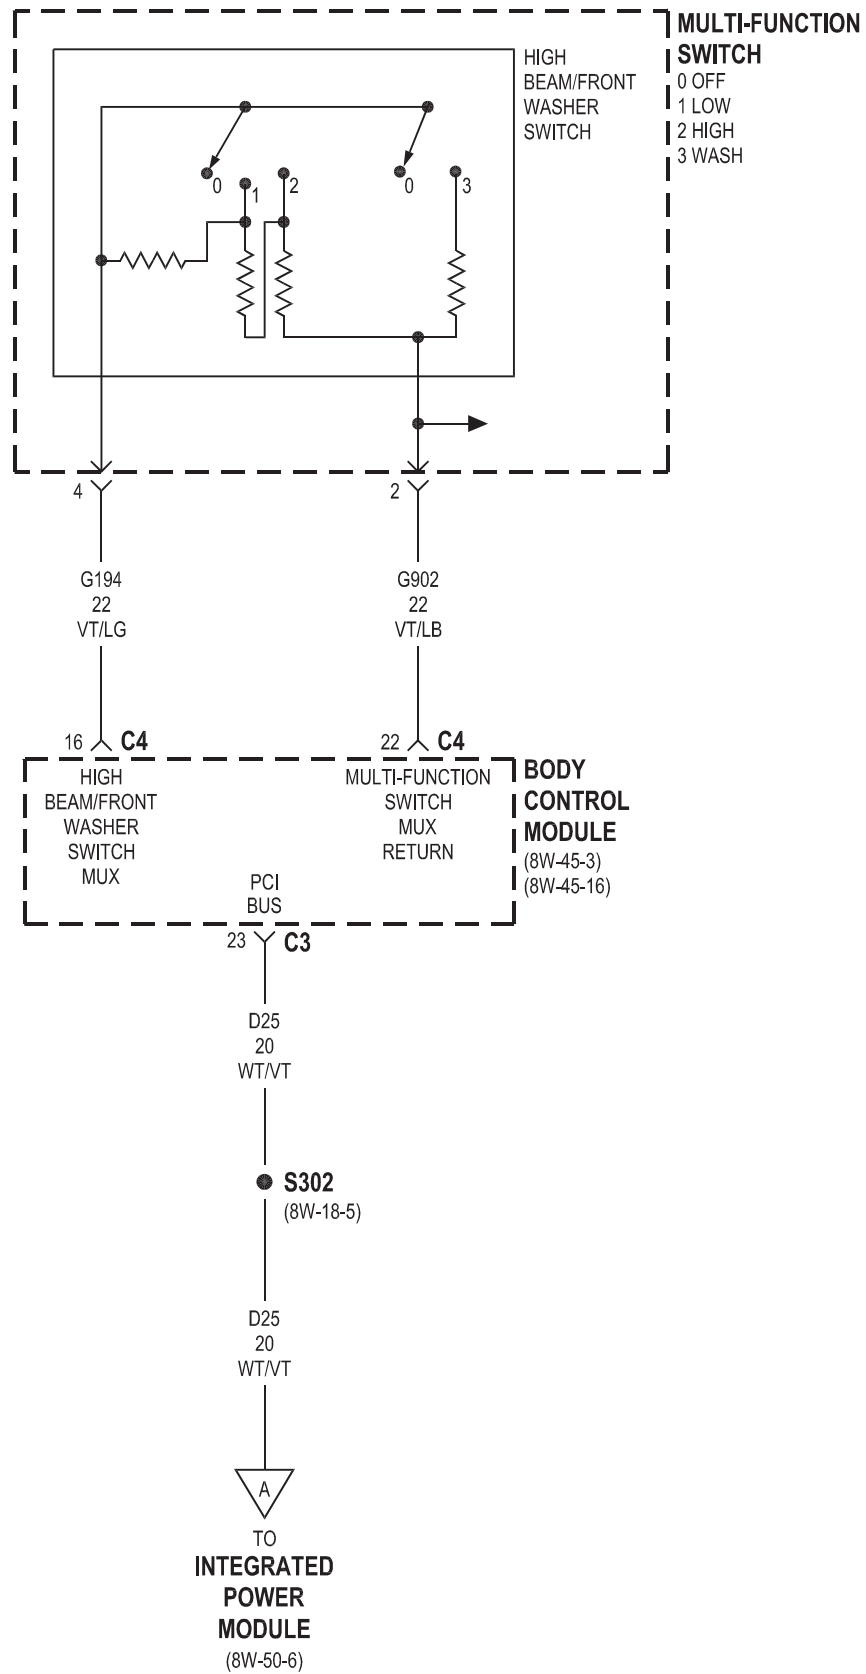 MULTI-FUNCTION
SWITCH
0 OFF
1 LOW
2 HIGH
3 WASH
HIGH
BEAM/FRONT
WASHER
SWITCH
0
1
2
0
3
4
2
G194
22
VT/LG
G902
22
VT/LB
16
C4
22
C4
HIGH
BEAM/FRONT
WASHER
SWITCH
MUX
MULTI-FUNCTION
SWITCH
MUX
RETURN
PCI
BUS
BODY
CONTROL
MODULE
(8W-45-3)
(8W-45-16)
23
C3
D25
20
WT/VT
S302
(8W-18-5)
D25
20
WT/VT
A
TO
INTEGRATED
POWER
MODULE
(8W-50-6)